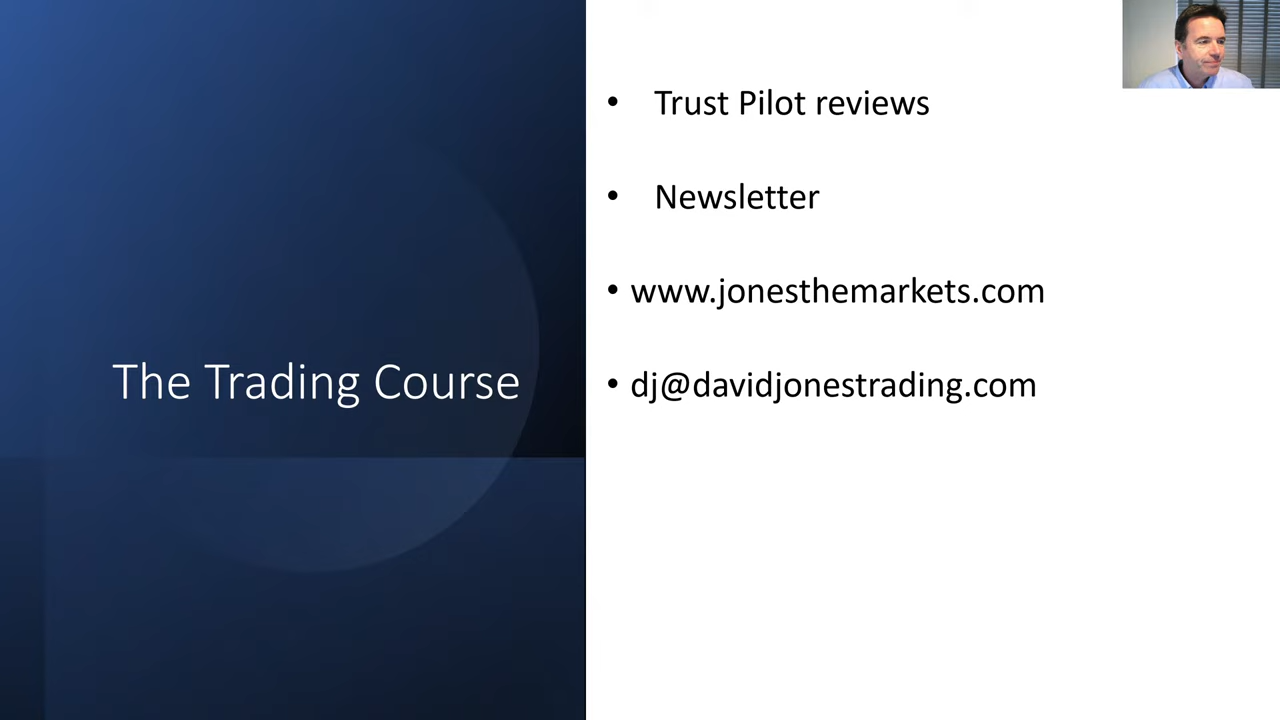 The Trading Course
• Trust Pilot reviews
• Newsletter
• www.jonesthemarkets.com
• dj@davidjonestrading.com